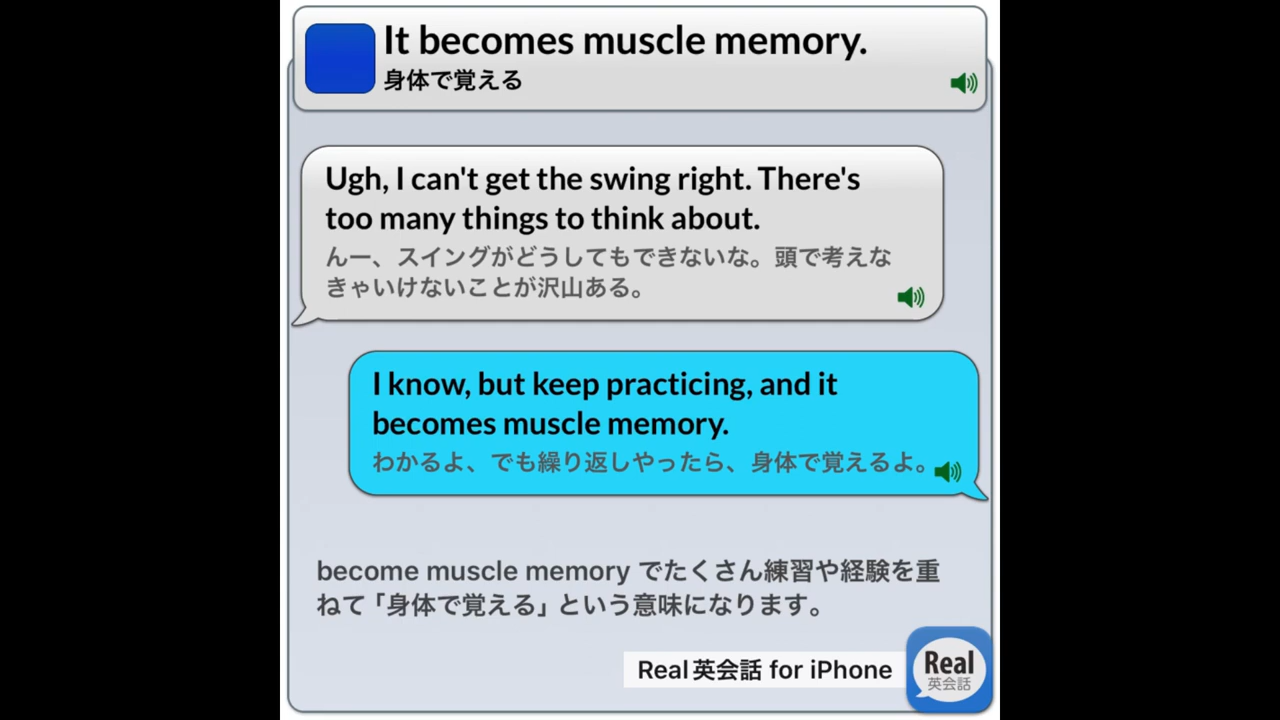 It becomes muscle memory.
身体で覚える
Ugh, I can't get the swing right. There's
too many things to think about.
んー、スイングがどうしてもできないな。頭で考えな
きゃいけないことが沢山ある。
I know, but keep practicing, and it
becomes muscle memory.
わかるよ、でも繰り返しやったら、身体で覚えるよ。
become muscle memory でたくさん練習や経験を重
ねて「身体で覚える」という意味になります。
Real英会話 for iPhone
Real
英会話